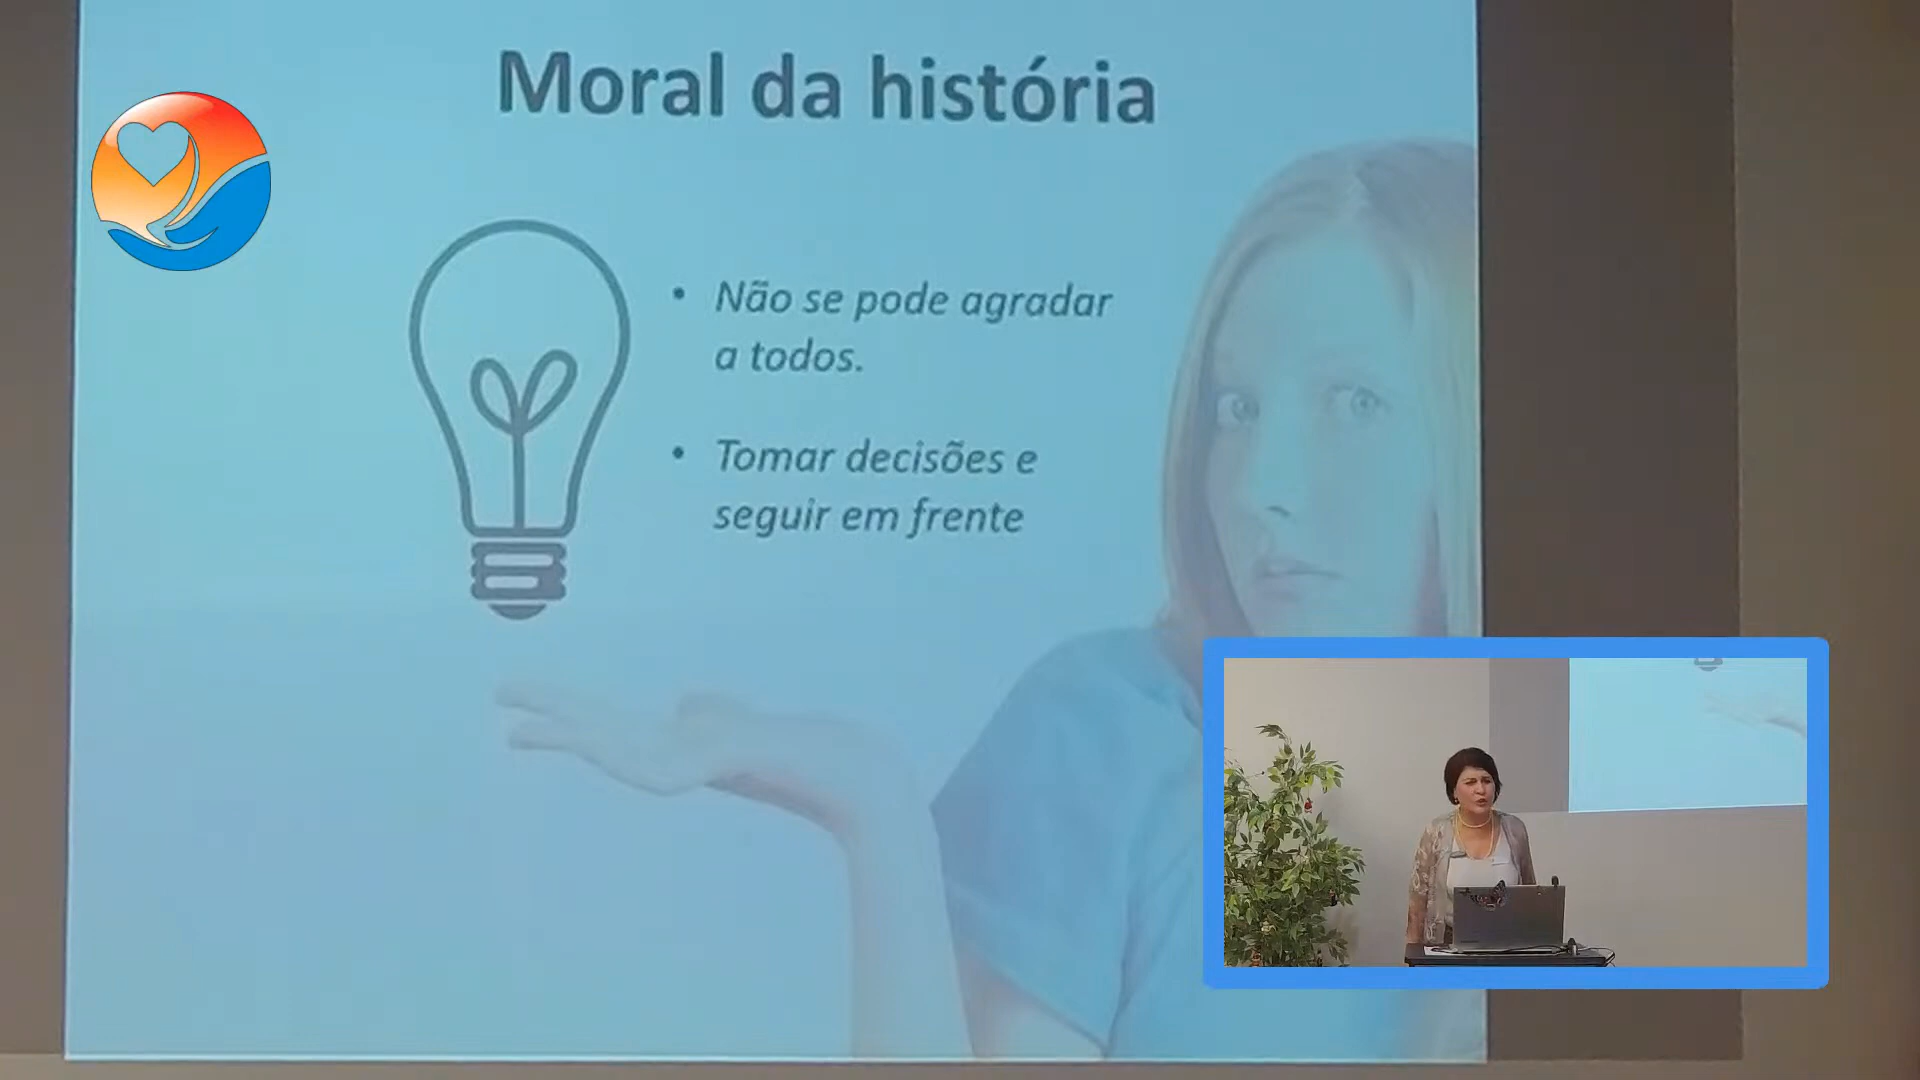 Moral da história
• Não se pode agradar
a todos.
• Tomar decisões e
seguir em frente